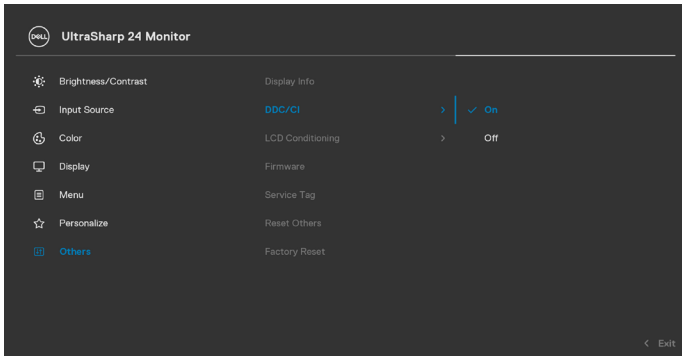 DELL UltraSharp 24 Monitor
Brightness/Contrast Display Info
Input Source DDC/CI > ✓ On
Color LCD Conditioning > Off
Display Firmware
Menu Service Tag
Personalize Reset Others
Others Factory Reset
< Exit